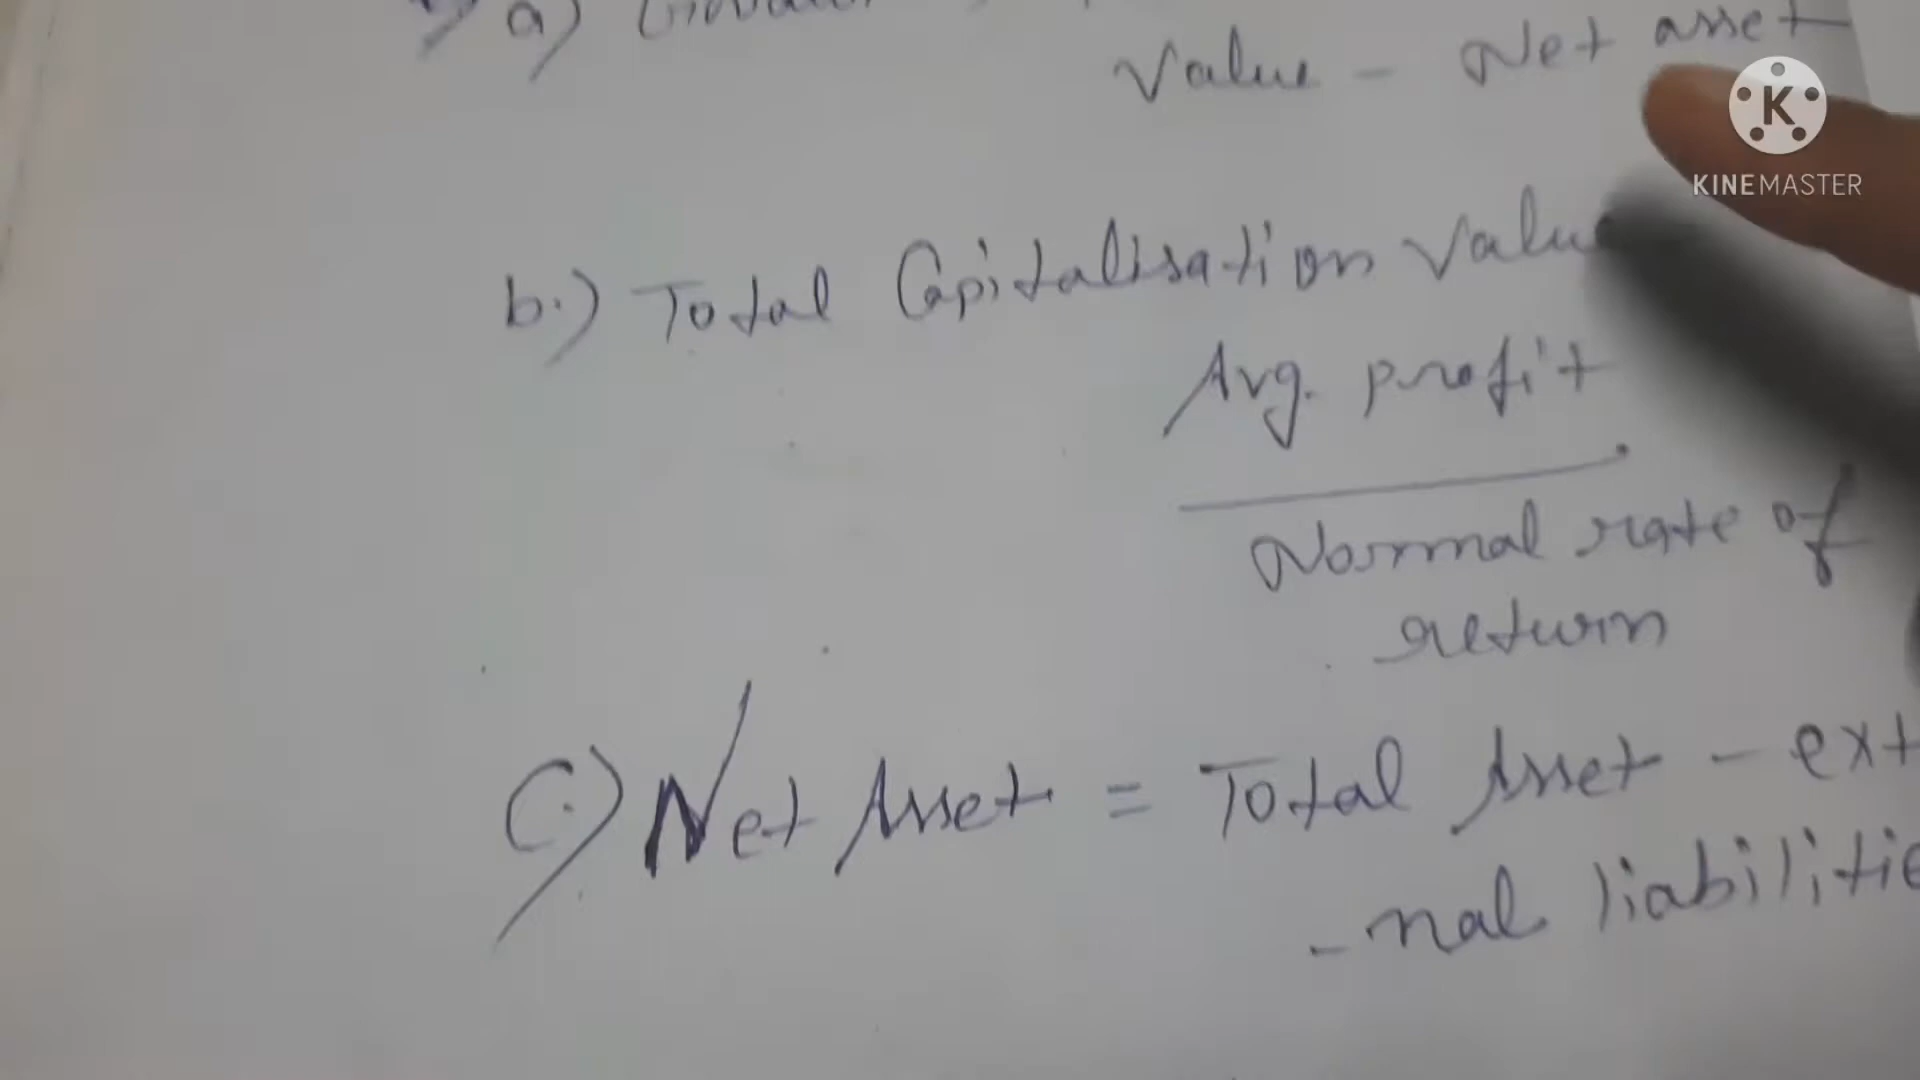 a)
Value - Net asset
K
KINEMASTER
b.) Total Capitalisation Valu
Avg. profit
Normal rate of
return
C.) Net Asset = Total Asset - ext
- nal liabilitie